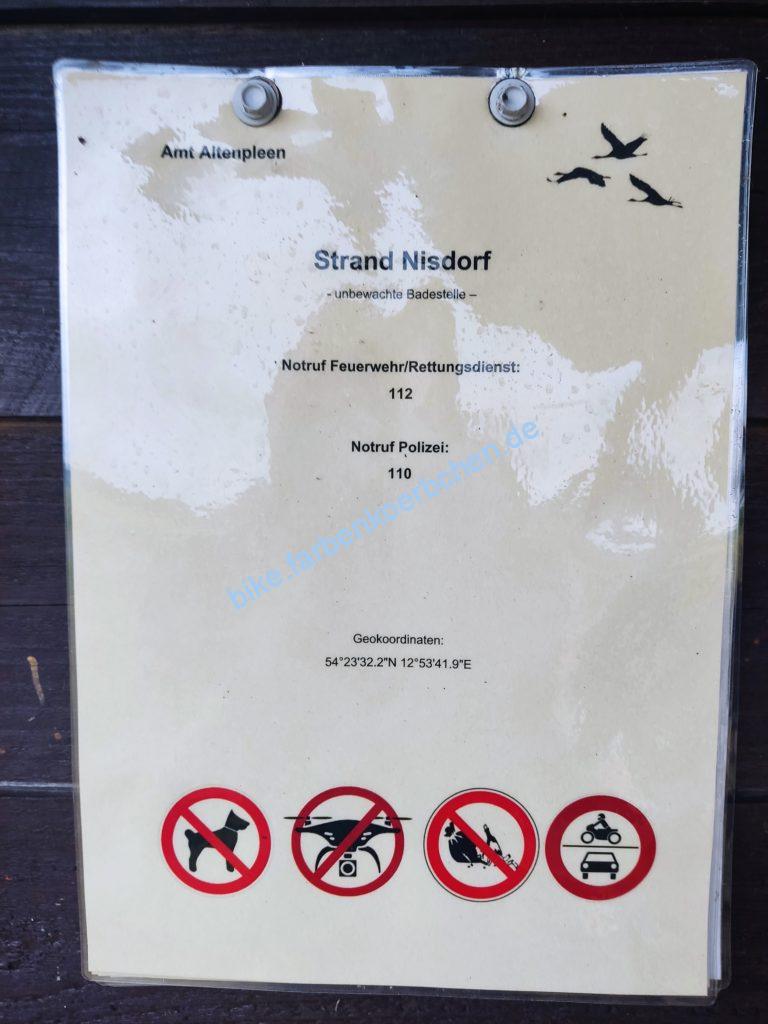 Amt Altenpleen
Strand Nisdorf
- unbewachte Badestelle –
Notruf Feuerwehr/Rettungsdienst:
112
Notruf Polizei:
110
bike.farbenkoerbchen.de
Geokoordinaten:
54°23'32.2"N 12°53'41.9"E